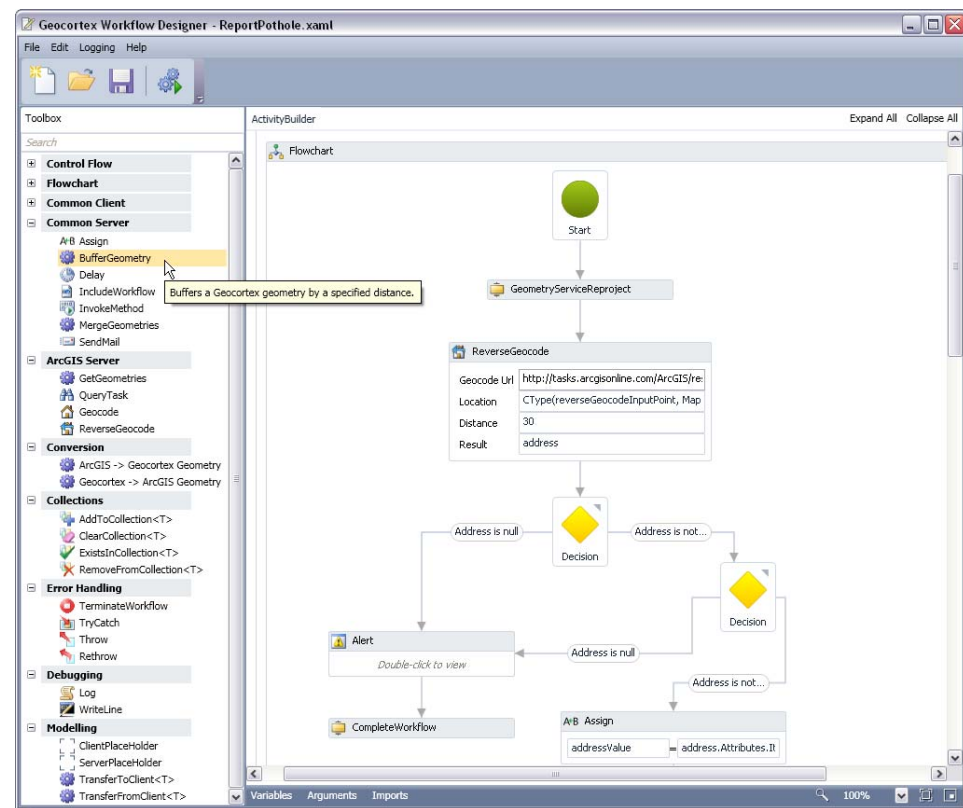 Geocortex Workflow Designer - ReportPothole.xaml
File Edit Logging Help
Toolbox
Search
Control Flow
Flowchart
Common Client
Common Server
A+B Assign
BufferGeometry
Delay
IncludeWorkflow
InvokeMethod
MergeGeometries
SendMail
ArcGIS Server
GetGeometries
QueryTask
Geocode
ReverseGeocode
Conversion
ArcGIS -> Geocortex Geometry
Geocortex -> ArcGIS Geometry
Collections
AddToCollection<T>
ClearCollection<T>
ExistsInCollection<T>
RemoveFromCollection<T>
Error Handling
TerminateWorkflow
TryCatch
Throw
Rethrow
Debugging
Log
WriteLine
Modelling
ClientPlaceHolder
ServerPlaceHolder
TransferToClient<T>
TransferFromClient<T>
Buffers a Geocortex geometry by a specified distance.
ActivityBuilder Expand All Collapse All
Flowchart
Start
GeometryServiceReproject
ReverseGeocode
Geocode Url http://tasks.arcgisonline.com/ArcGIS/re:
Location CType(reverseGeocodeInputPoint, Map
Distance 30
Result address
Address is null
Decision
Address is not...
Decision
Alert
Double-click to view
Address is null
Address is not...
CompleteWorkflow
A+B Assign
addressValue = address.Attributes.It
Variables Arguments Imports 100%